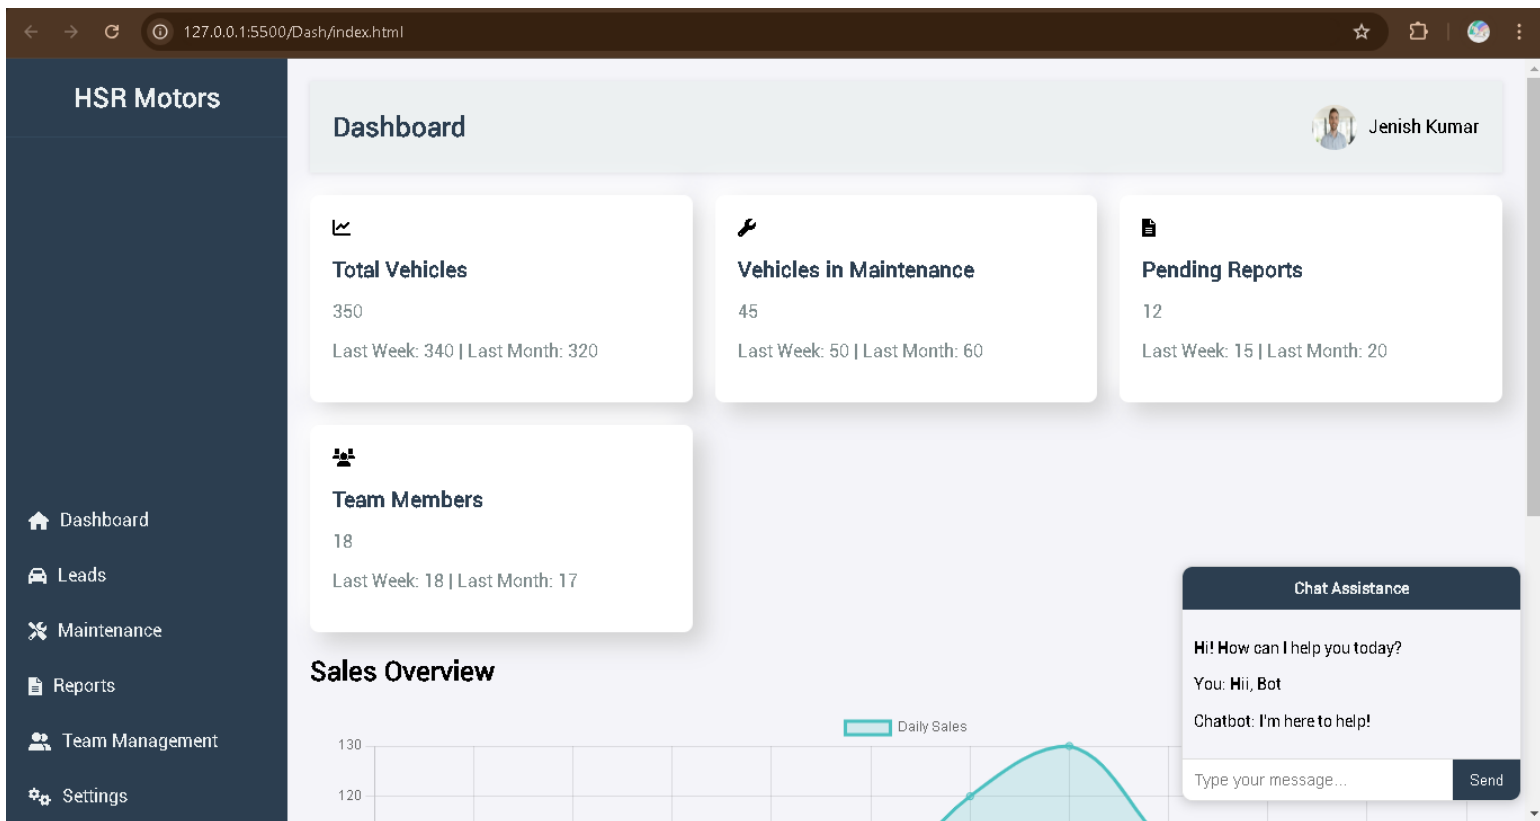 127.0.0.1:5500/Dash/index.html
HSR Motors
Dashboard
Leads
Maintenance
Reports
Team Management
Settings
Dashboard
Jenish Kumar
Total Vehicles
350
Last Week: 340 | Last Month: 320
Vehicles in Maintenance
45
Last Week: 50 | Last Month: 60
Pending Reports
12
Last Week: 15 | Last Month: 20
Team Members
18
Last Week: 18 | Last Month: 17
Sales Overview
Daily Sales
130
120
Chat Assistance
Hi! How can I help you today?
You: Hii, Bot
Chatbot: I'm here to help!
Type your message...
Send